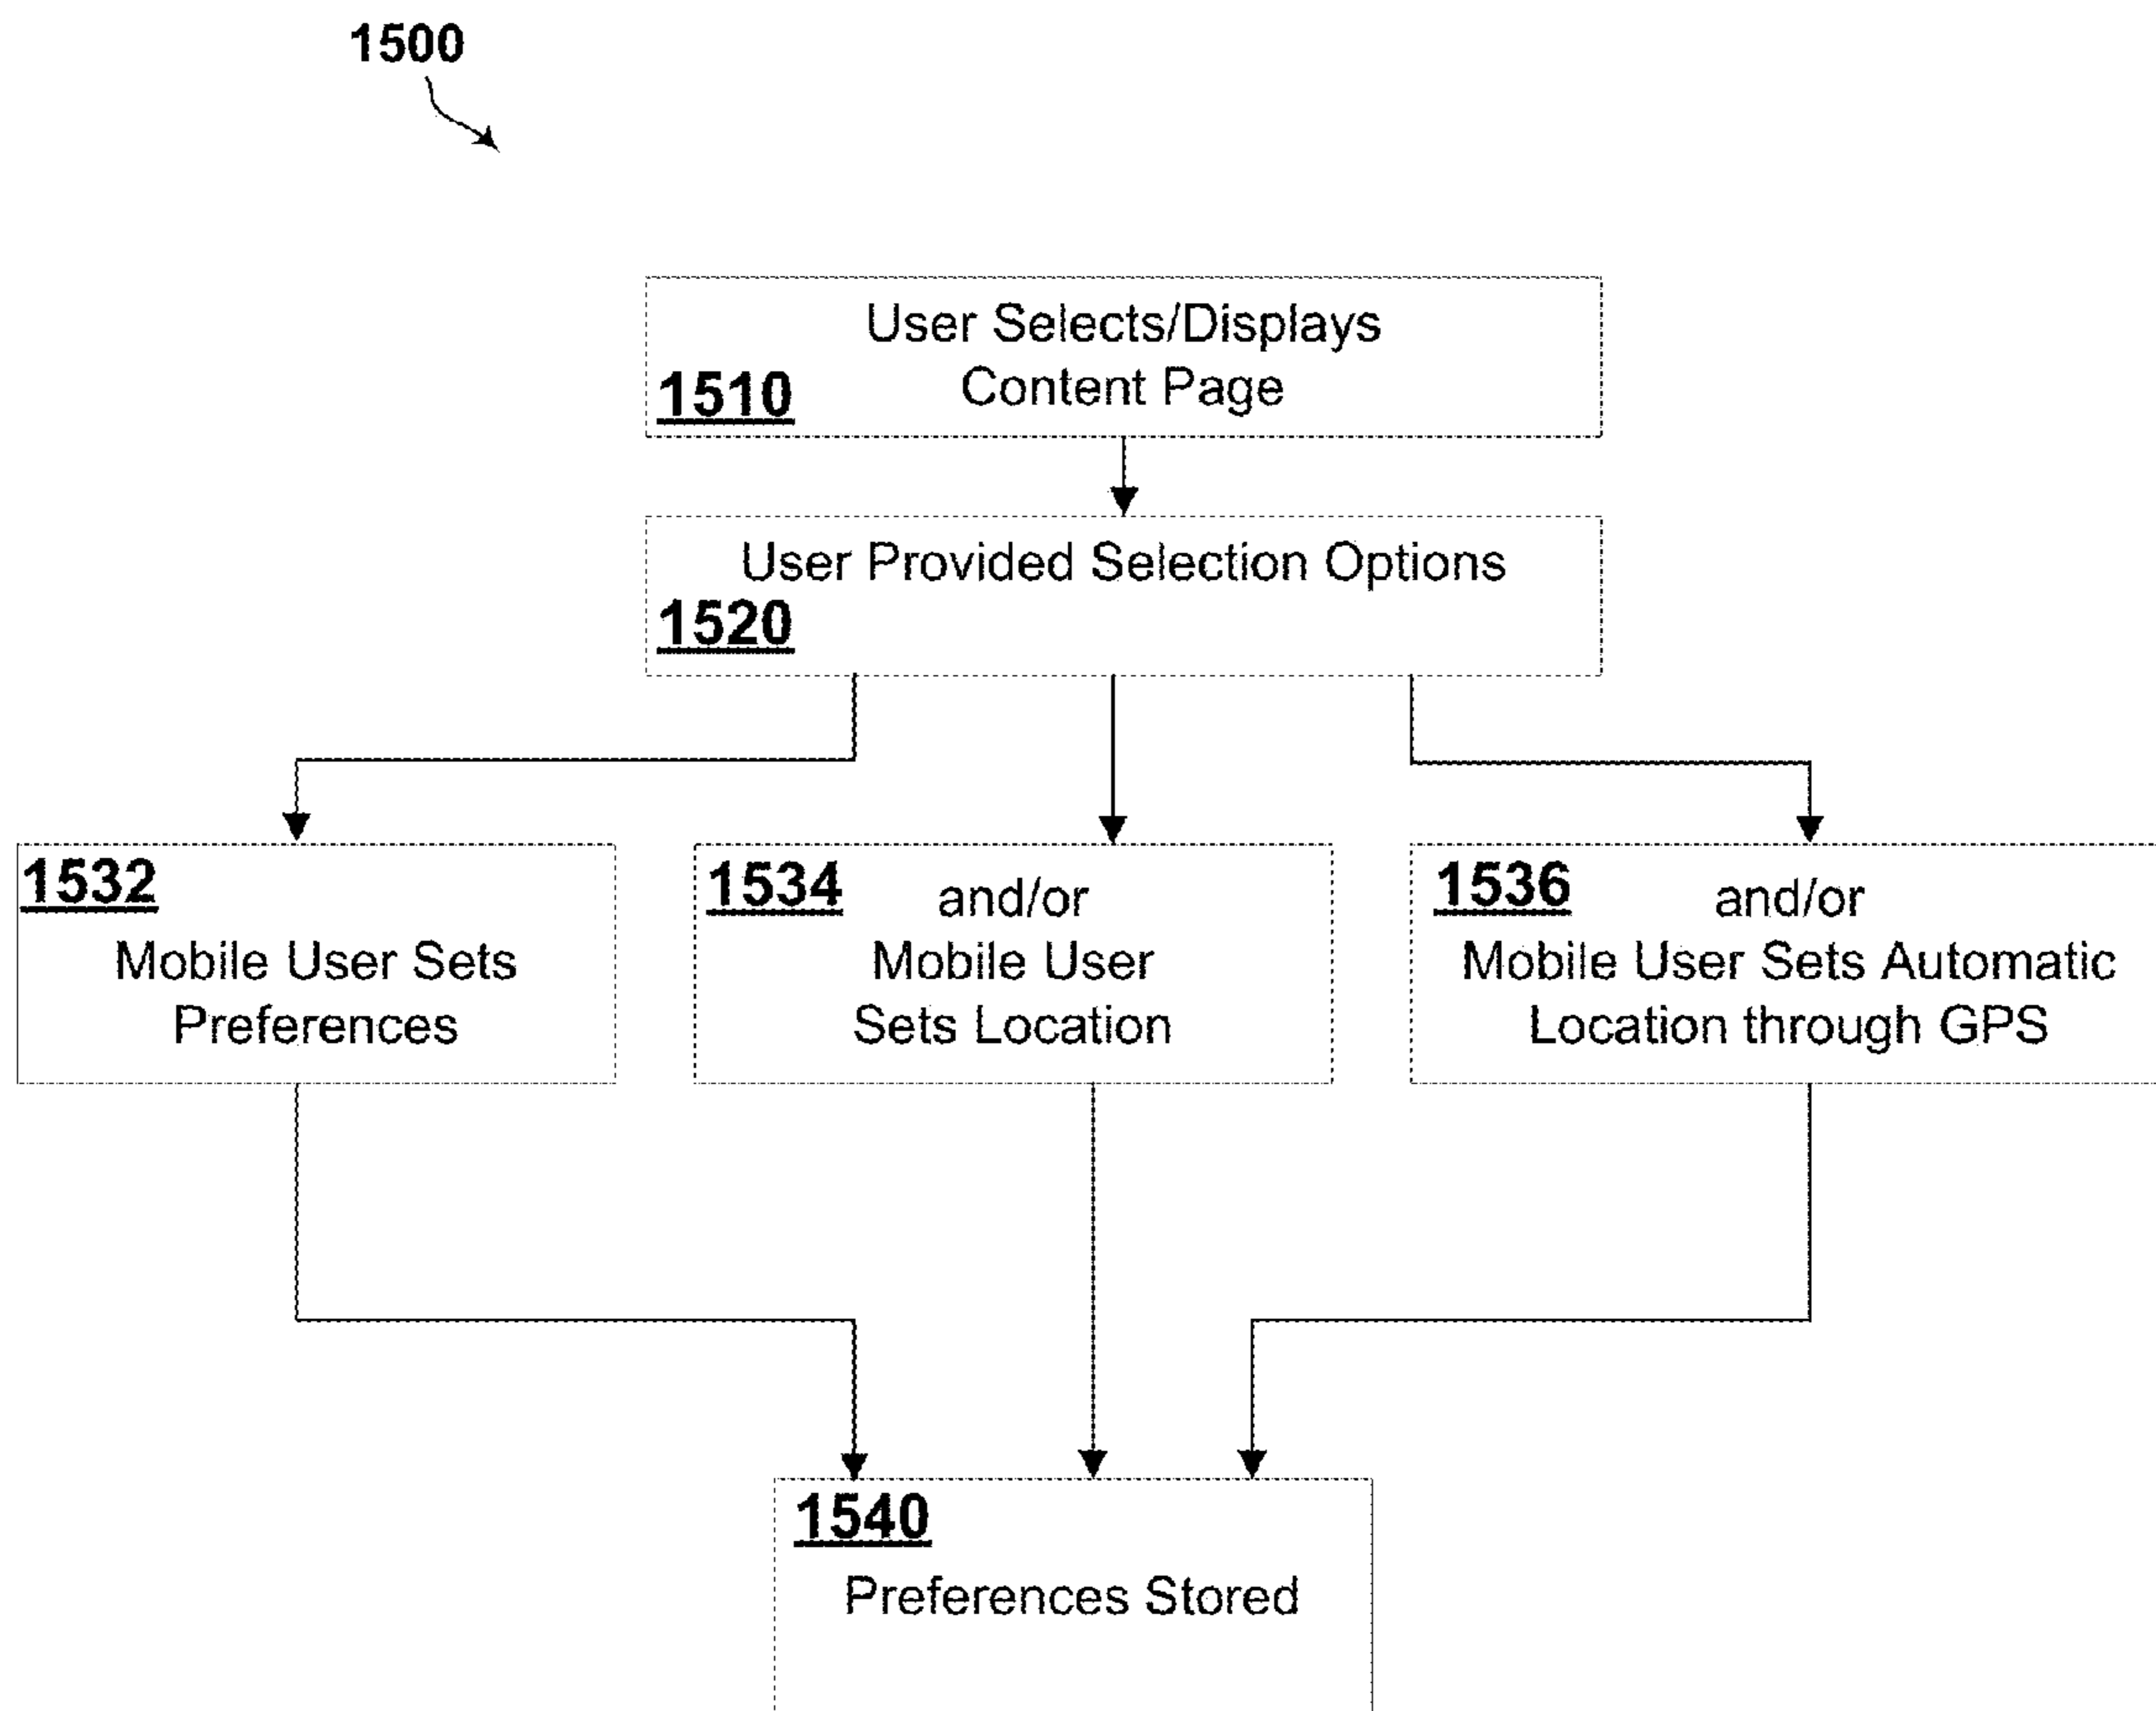 1500
User Selects/Displays
Content Page
1510
User Provided Selection Options
1520
1532
Mobile User Sets
Preferences
1534
and/or
Mobile User
Sets Location
1536
and/or
Mobile User Sets Automatic
Location through GPS
1540
Preferences Stored